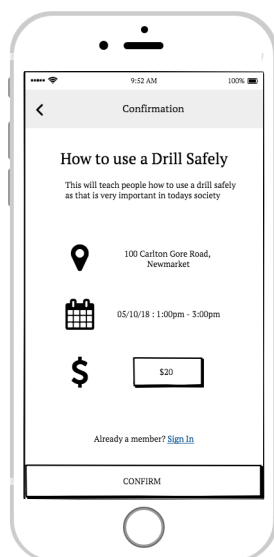 9:52 AM 100%
Confirmation
How to use a Drill Safely
This will teach people how to use a drill safely
as that is very important in todays society
100 Carlton Gore Road,
Newmarket
05/10/18 : 1:00pm - 3:00pm
$
$20
Already a member? Sign In
CONFIRM